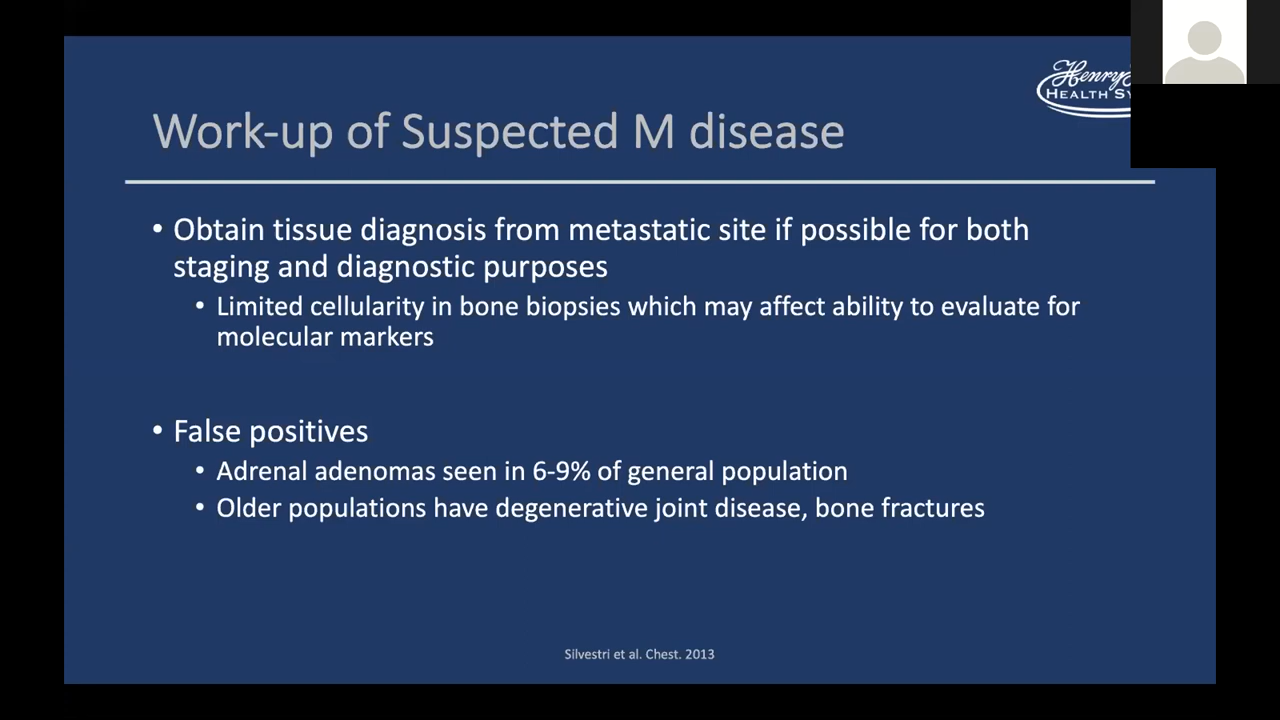 Henry
HEALTH SY
Work-up of Suspected M disease
• Obtain tissue diagnosis from metastatic site if possible for both
staging and diagnostic purposes
• Limited cellularity in bone biopsies which may affect ability to evaluate for
molecular markers
• False positives
• Adrenal adenomas seen in 6-9% of general population
• Older populations have degenerative joint disease, bone fractures
Silvestri et al. Chest. 2013